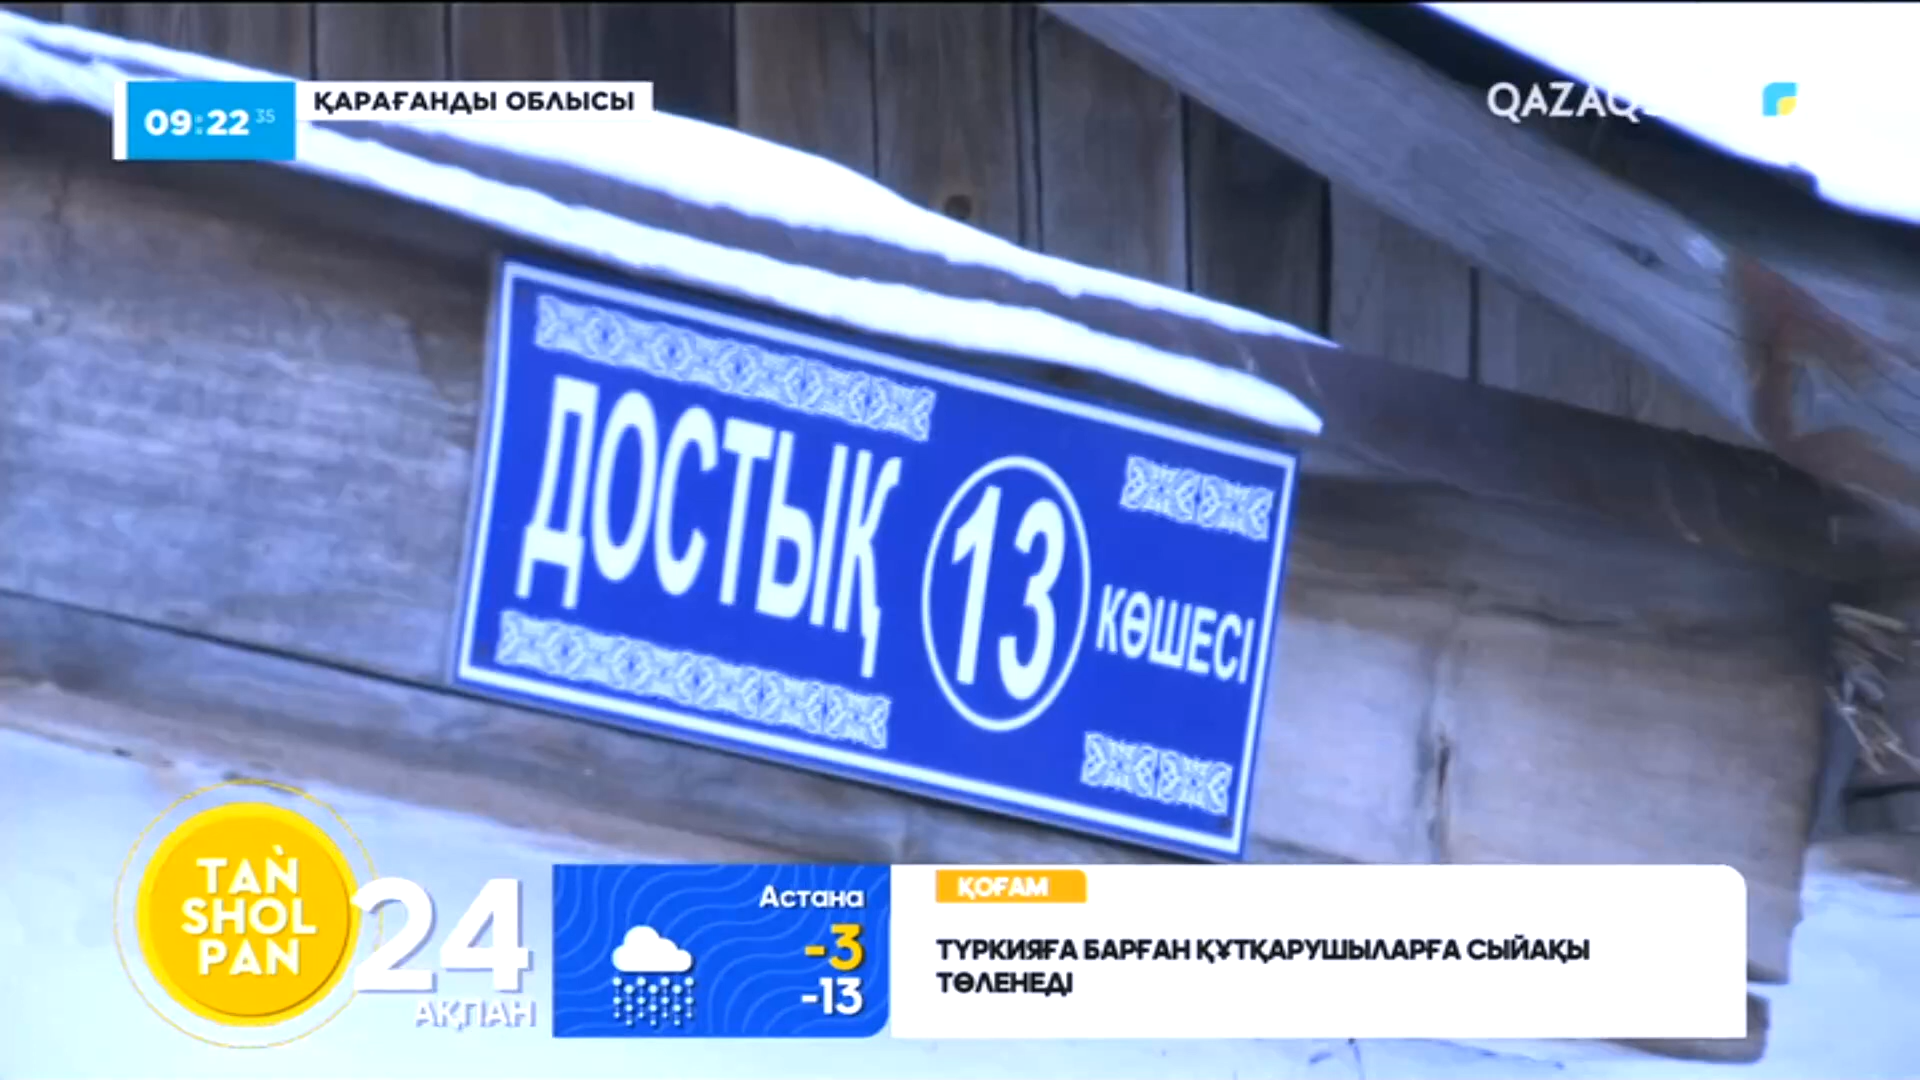 09:22 35
ҚАРАҒАНДЫ ОБЛЫСЫ
ДОСТЫҚ 13 КӨШЕСІ
TAŃ
SHOL
PAN
24
АҚПАН
Астана
-3
-13
ҚОҒАМ
ТҮРКИЯҒА БАРҒАН ҚҰТҚАРУШЫЛАРҒА СЫЙАҚЫ
ТӨЛЕНЕДІ